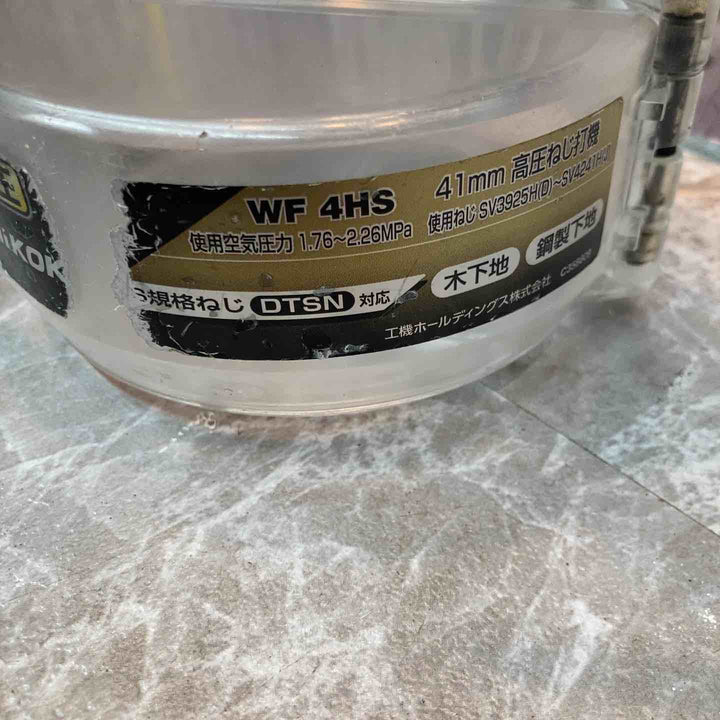 HiKOK
WF 4HS
41mm 高圧ねじ打機
使用空気圧力 1.76～2.26MPa
使用ねじ SV3925H(D)～SV4241H(J)
S規格ねじ DTSN 対応
木下地 鋼製下地
工機ホールディングス株式会社